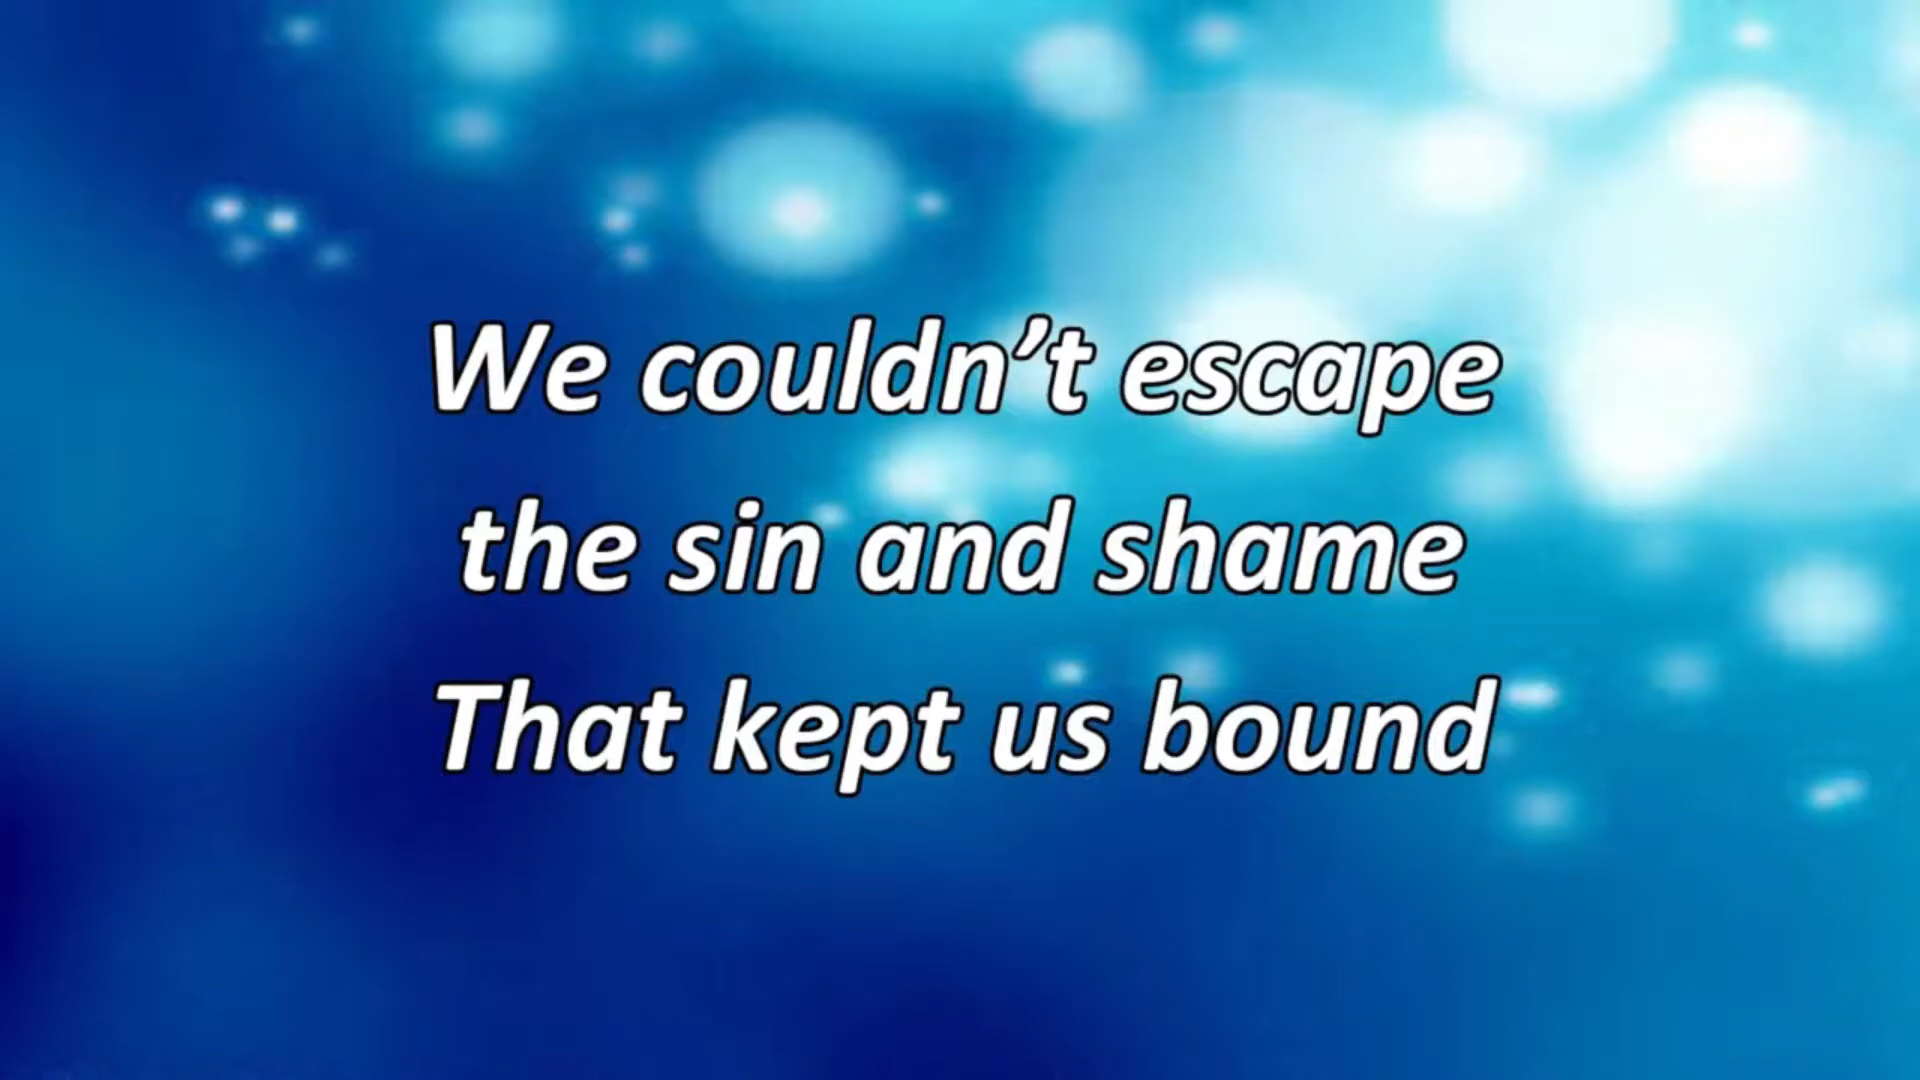 We couldn’t escape
the sin and shame
That kept us bound